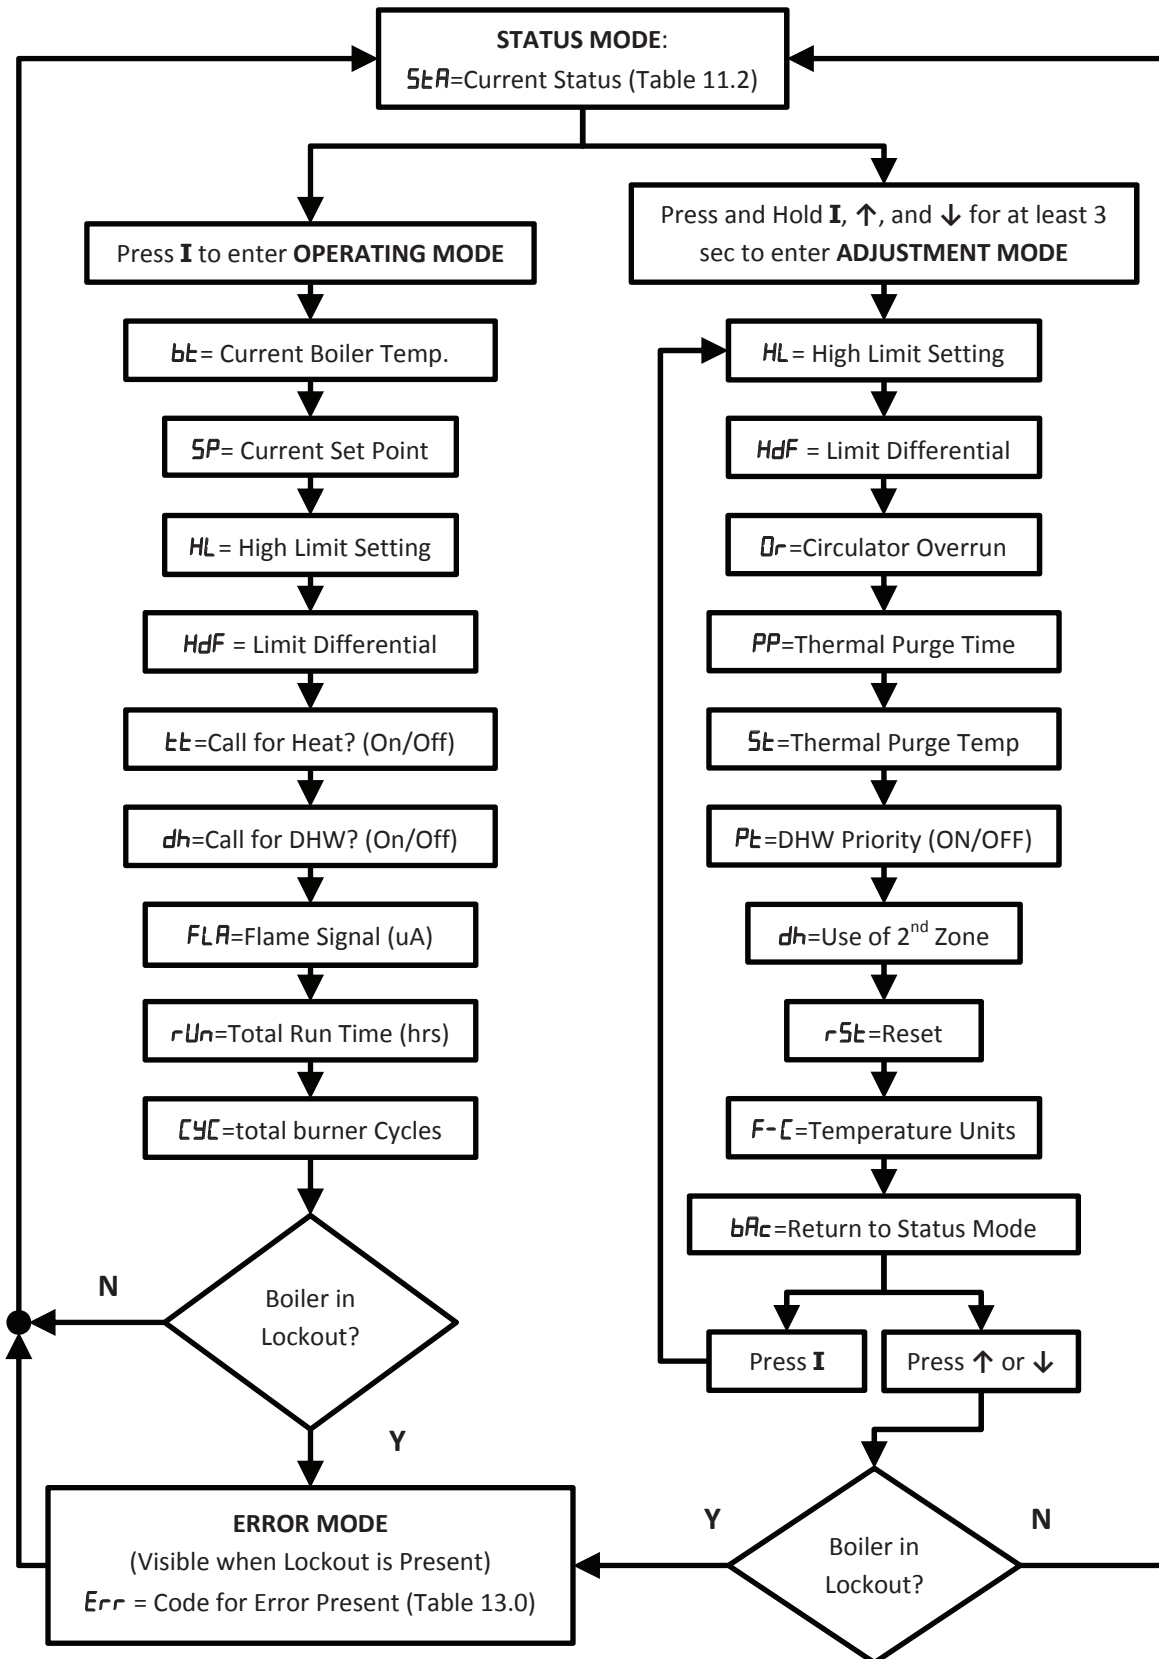 STATUS MODE:
StA=Current Status (Table 11.2)
Press I to enter OPERATING MODE
bt= Current Boiler Temp.
SP= Current Set Point
HL= High Limit Setting
HdF = Limit Differential
tt=Call for Heat? (On/Off)
dh=Call for DHW? (On/Off)
FLA=Flame Signal (uA)
rUn=Total Run Time (hrs)
CYC=total burner Cycles
Boiler in
Lockout?
N
Y
ERROR MODE
(Visible when Lockout is Present)
Err = Code for Error Present (Table 13.0)
Press and Hold I, ↑, and ↓ for at least 3
sec to enter ADJUSTMENT MODE
HL= High Limit Setting
HdF = Limit Differential
Or=Circulator Overrun
PP=Thermal Purge Time
St=Thermal Purge Temp
Pt=DHW Priority (ON/OFF)
dh=Use of 2nd Zone
rSt=Reset
F-C=Temperature Units
bAc=Return to Status Mode
Press I
Press ↑ or ↓
Boiler in
Lockout?
Y
N